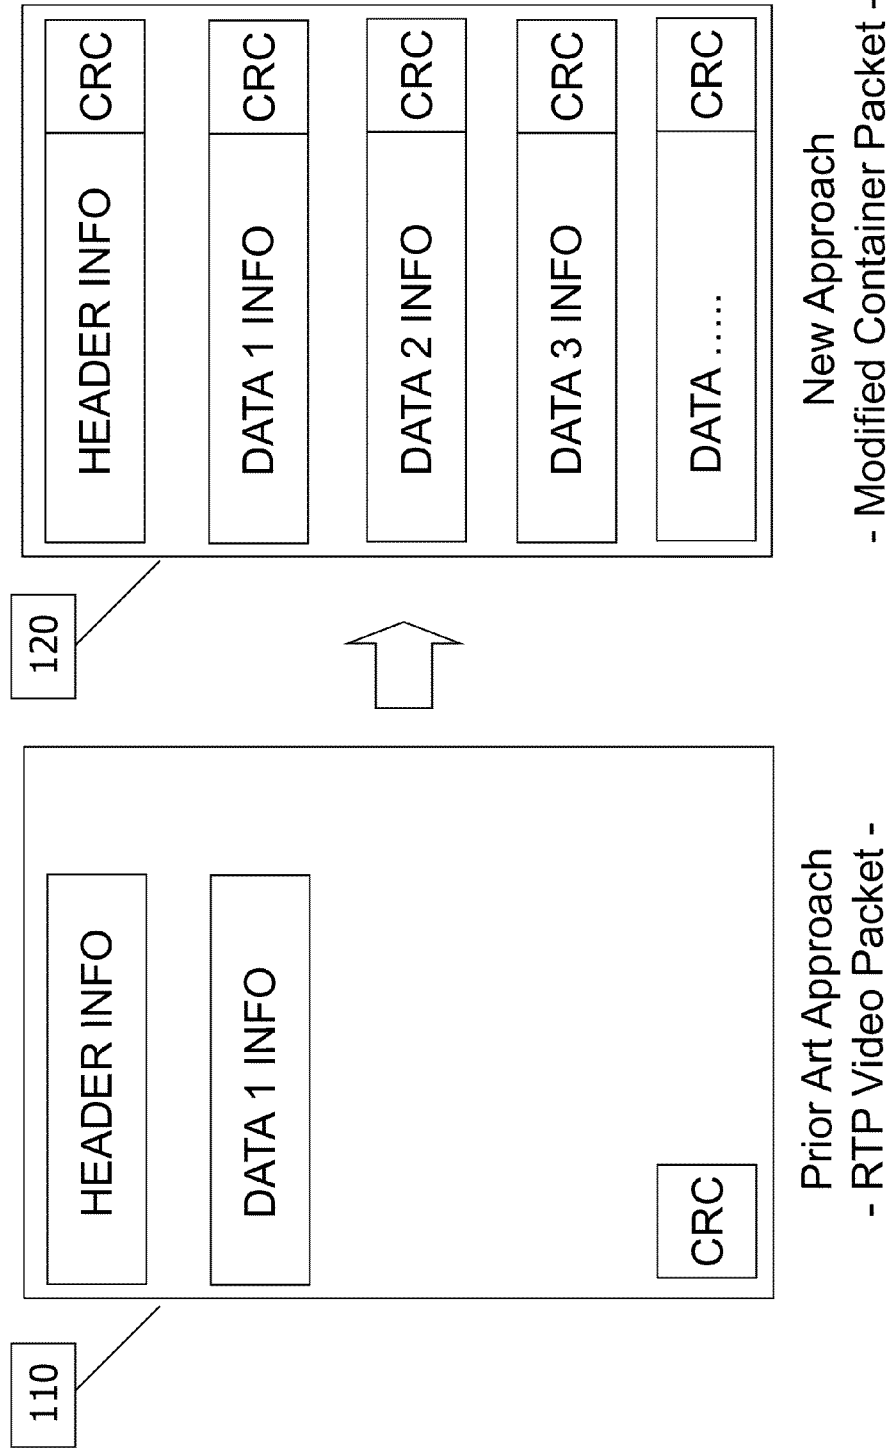 110
HEADER INFO
DATA 1 INFO
CRC
Prior Art Approach
- RTP Video Packet -
120
HEADER INFO CRC
DATA 1 INFO CRC
DATA 2 INFO CRC
DATA 3 INFO CRC
DATA ..... CRC
New Approach
- Modified Container Packet -